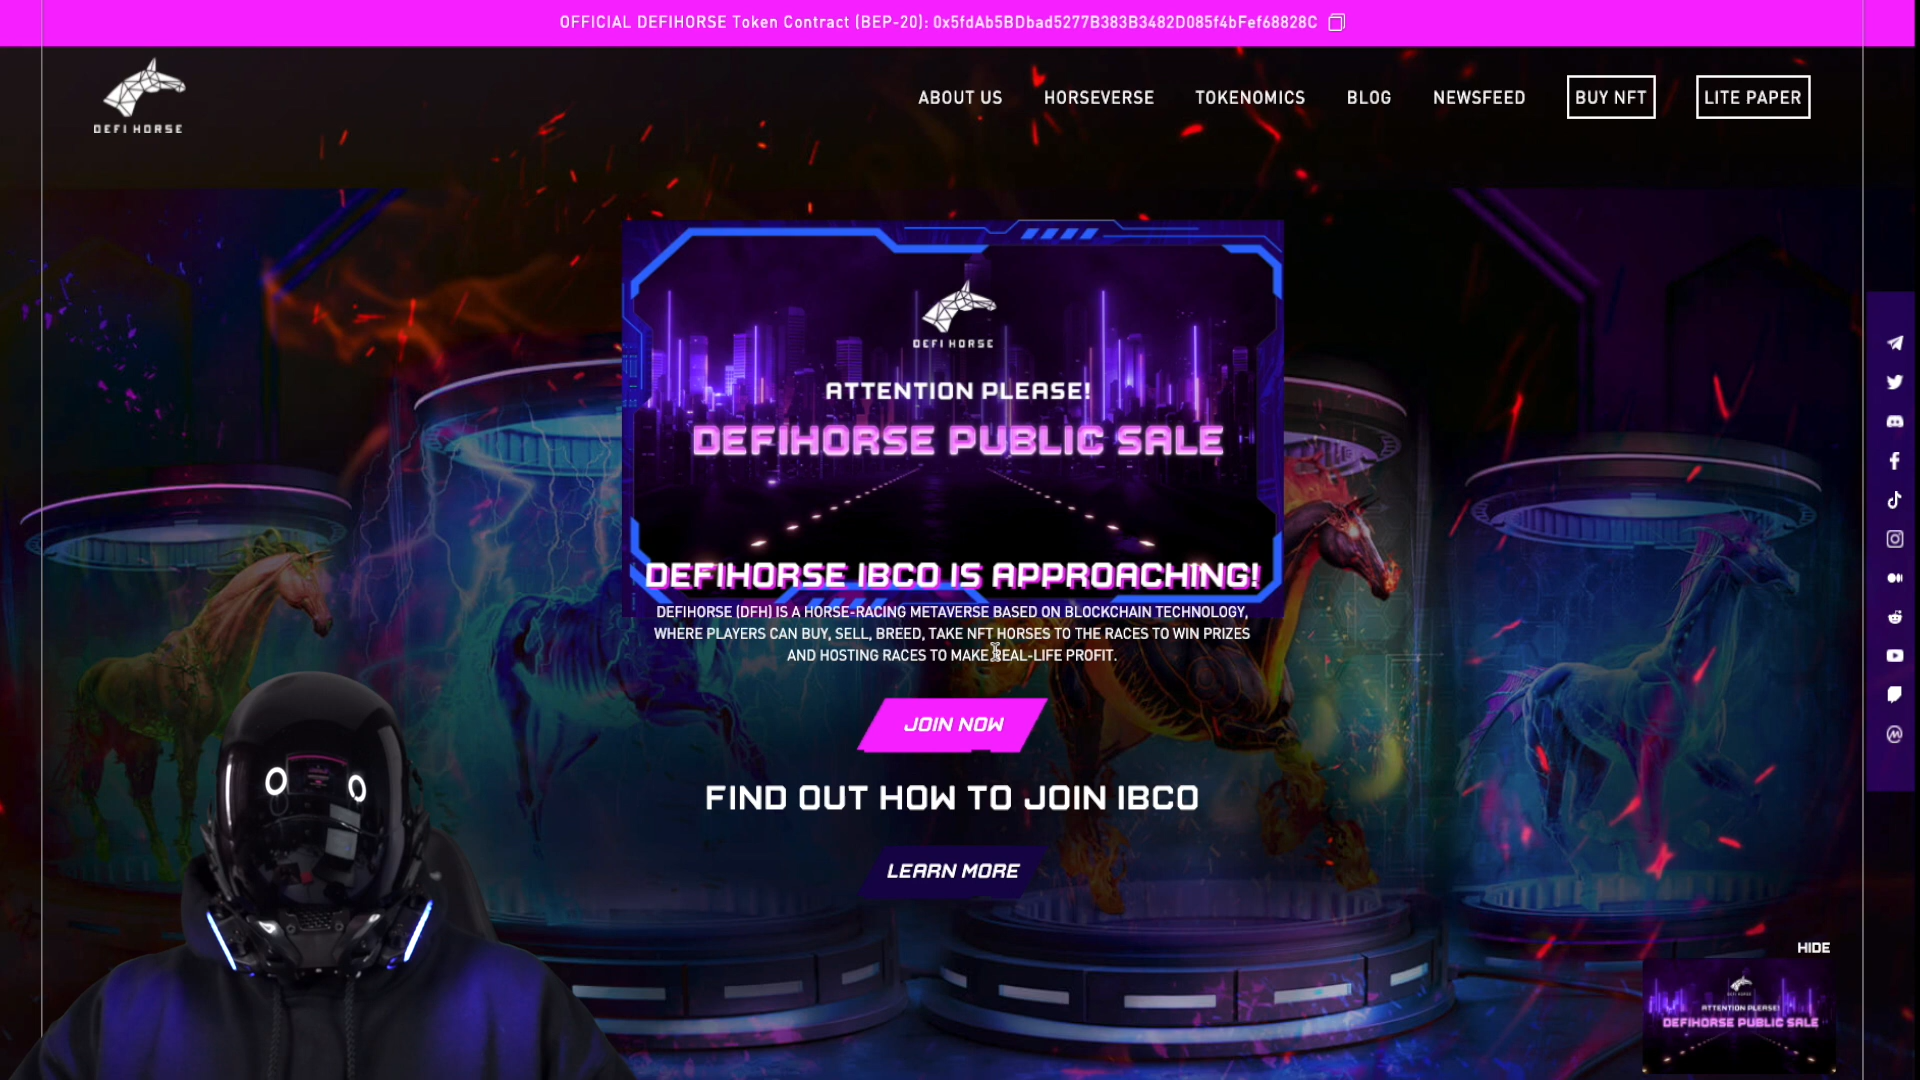 OFFICIAL DEFIHORSE Token Contract (BEP-20): 0x5fdAb5BDbad5277B383B3482D085f4bFef68828C
DEFI HORSE
ABOUT US
HORSEVERSE
TOKENOMICS
BLOG
NEWSFEED
BUY NFT
LITE PAPER
DEFI HORSE
ATTENTION PLEASE!
DEFIHORSE PUBLIC SALE
DEFIHORSE IBCO IS APPROACHING!
DEFIHORSE (DFH) IS A HORSE-RACING METAVERSE BASED ON BLOCKCHAIN TECHNOLOGY,
WHERE PLAYERS CAN BUY, SELL, BREED, TAKE NFT HORSES TO THE RACES TO WIN PRIZES
AND HOSTING RACES TO MAKE REAL-LIFE PROFIT.
JOIN NOW
FIND OUT HOW TO JOIN IBCO
LEARN MORE
HIDE
DEFI HORSE
ATTENTION PLEASE!
DEFIHORSE PUBLIC SALE